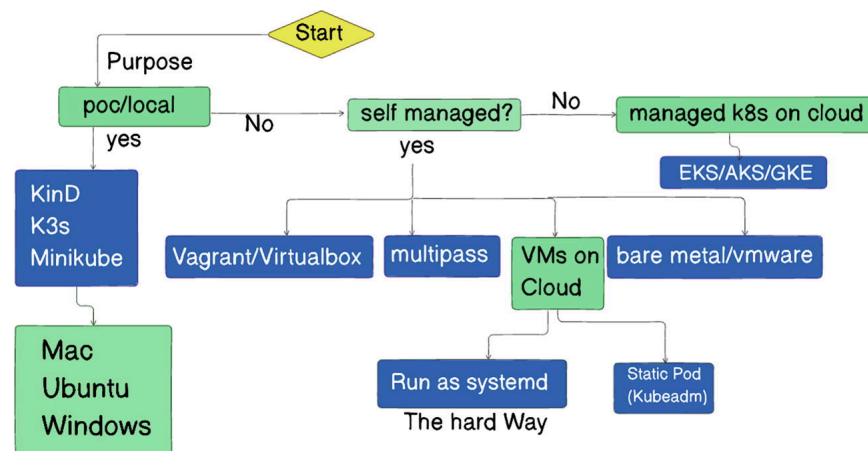 Start
Purpose
poc/local
No
self managed?
No
managed k8s on cloud
yes
yes
EKS/AKS/GKE
KinD
K3s
Minikube
Vagrant/Virtualbox
multipass
VMs on
Cloud
bare metal/vmware
Mac
Ubuntu
Windows
Run as systemd
The hard Way
Static Pod
(Kubeadm)